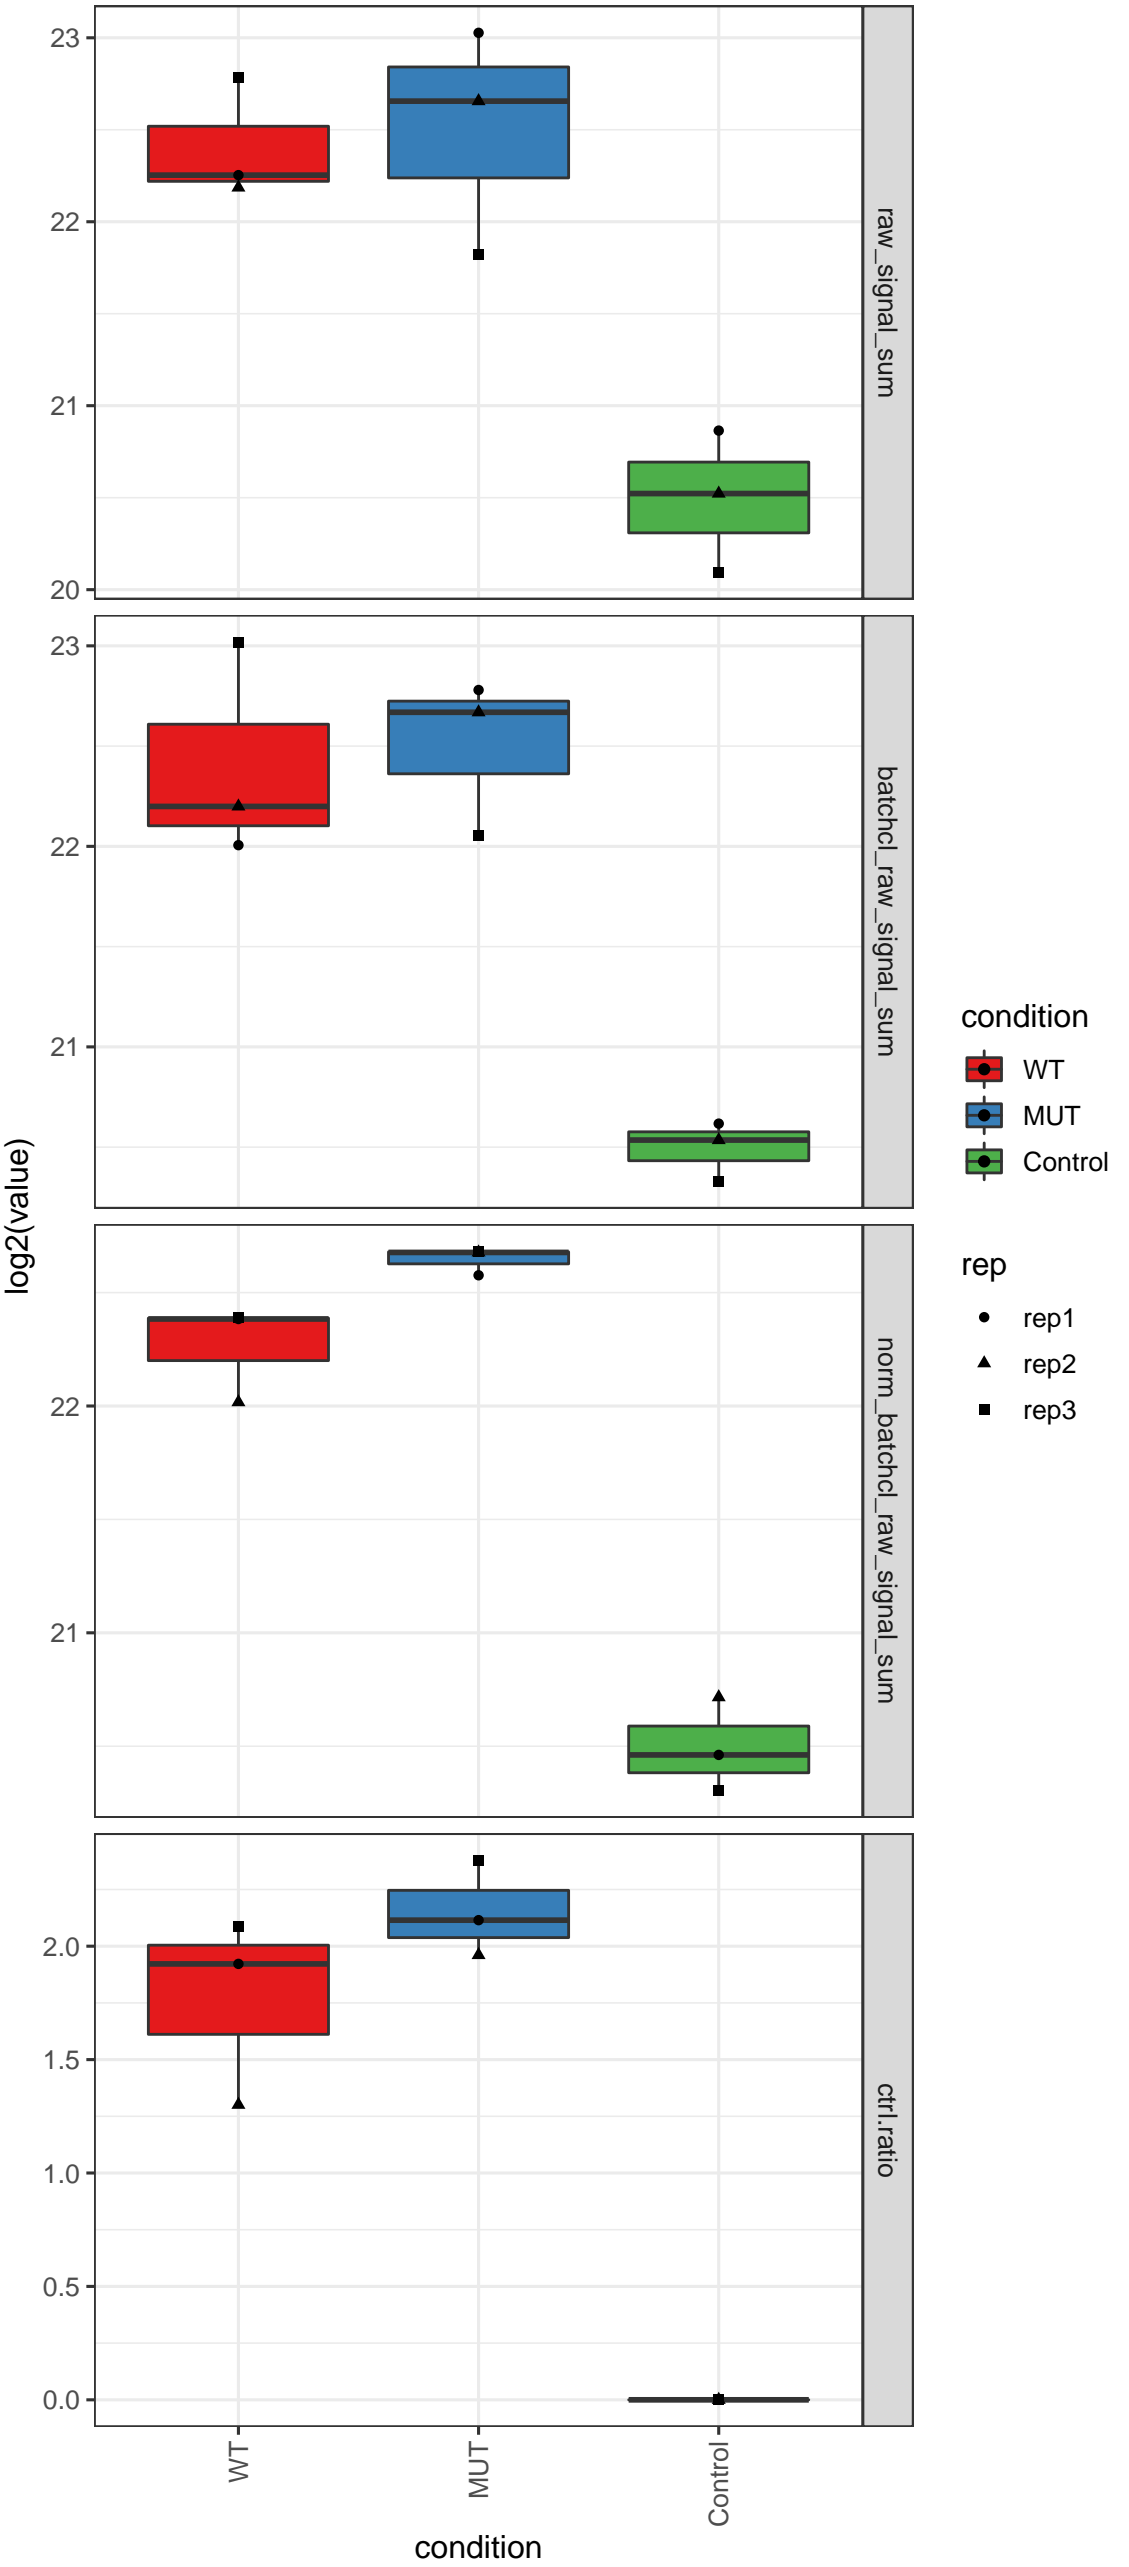 log2(value)
23
22
21
20
raw_signal_sum
23
22
21
batchcl_raw_signal_sum
22
21
norm_batchcl_raw_signal_sum
2.0
1.5
1.0
0.5
0.0
ctrl.ratio
WT
MUT
Control
condition
condition
WT
MUT
Control
rep
rep1
rep2
rep3